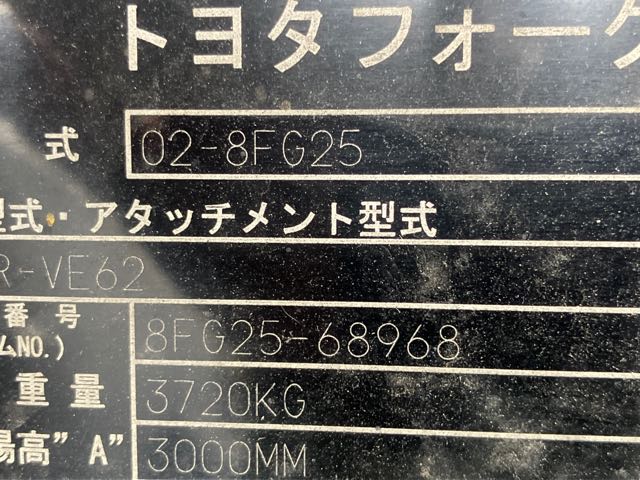 トヨタフォーク
式 02-8FG25
型式・アタッチメント型式
R-VE62
番号 8FG25-68968
ムNO.)
重量 3720KG
揚高"A" 3000MM